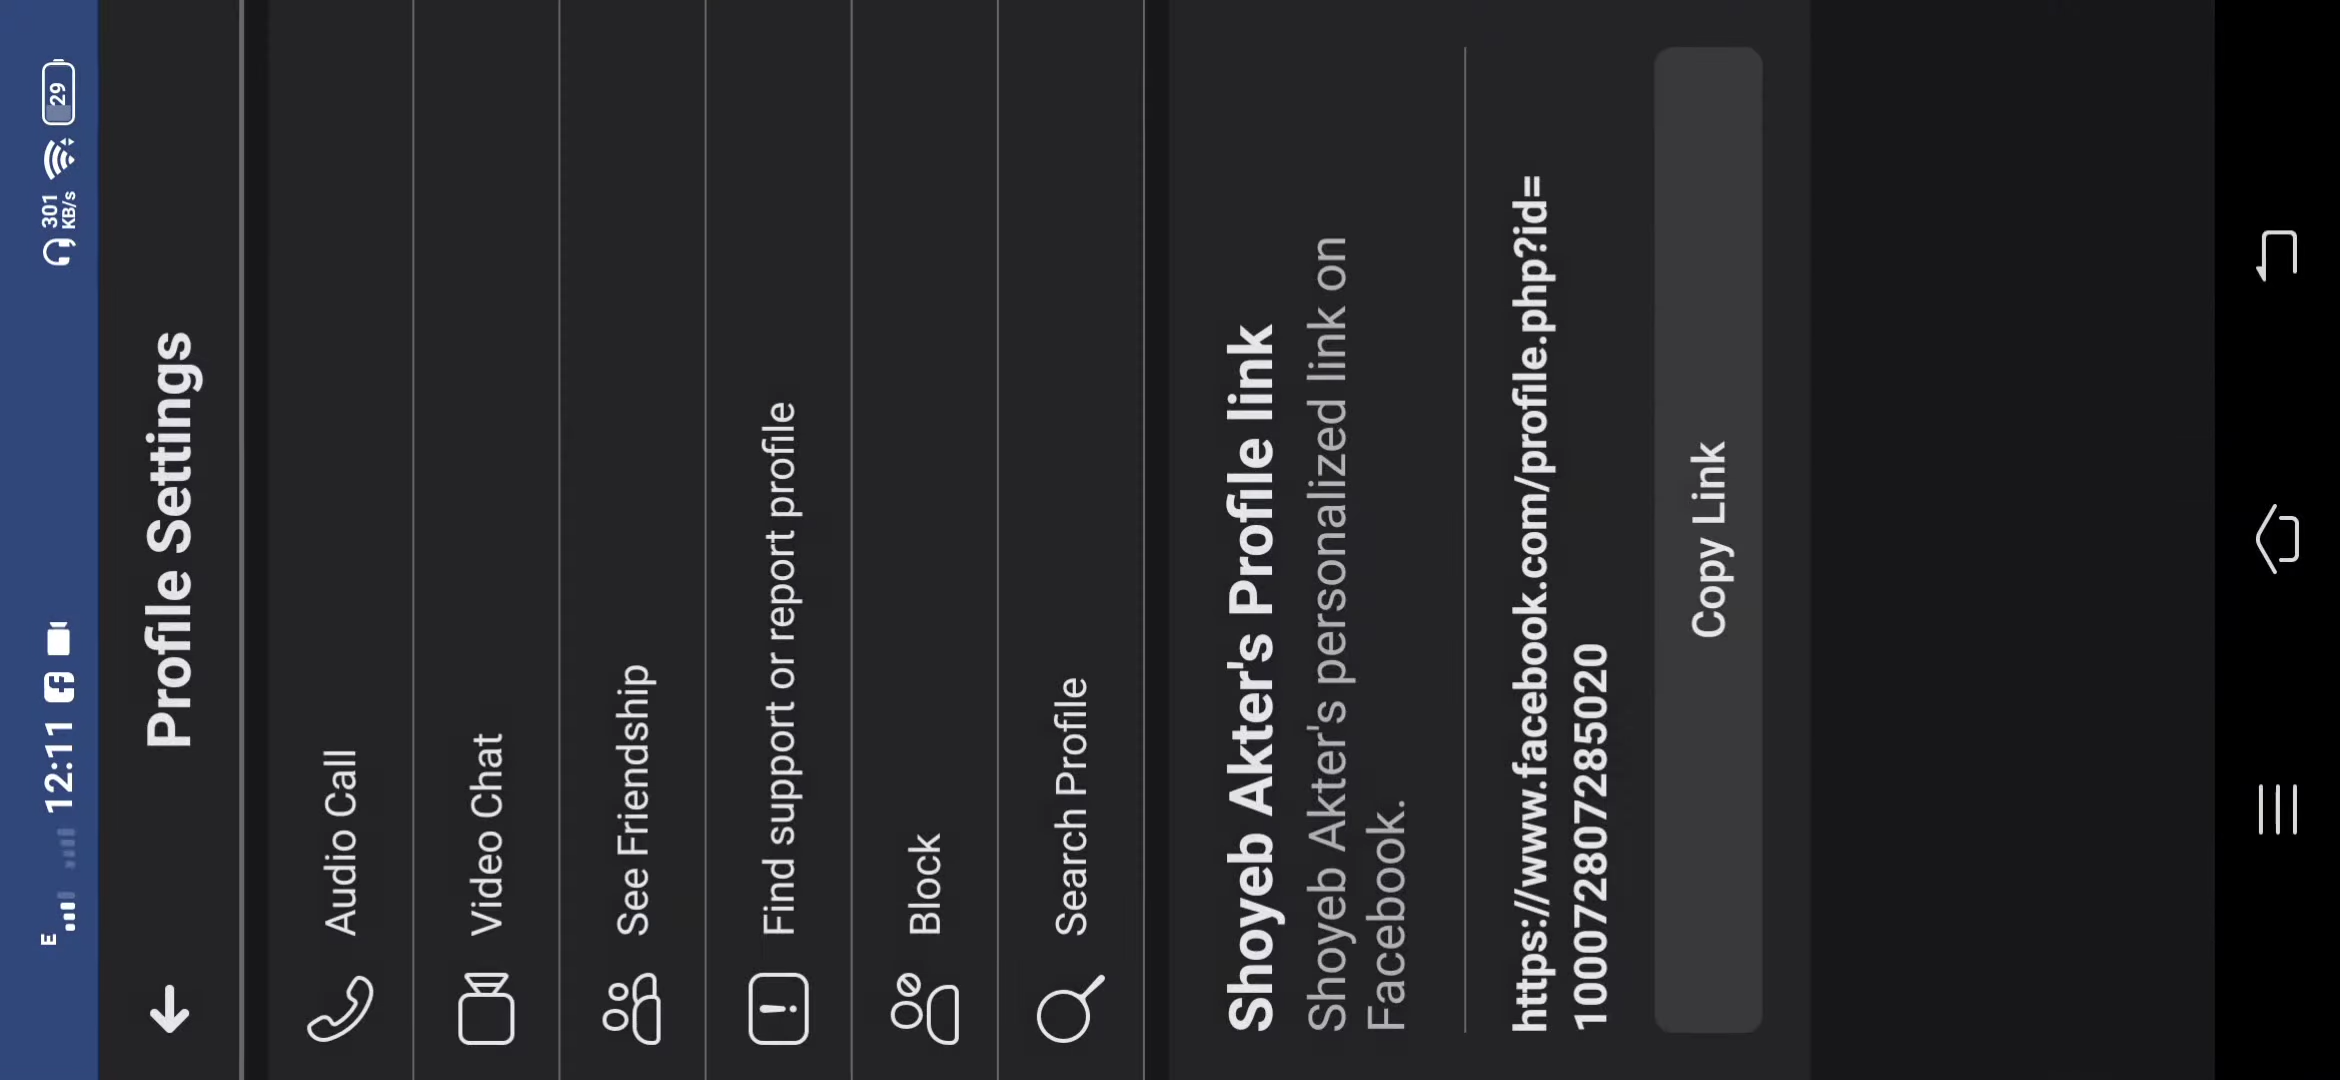 E 12:11 301 KB/s 29
Profile Settings
Audio Call
Video Chat
See Friendship
Find support or report profile
Block
Search Profile
Shoyeb Akter's Profile link
Shoyeb Akter's personalized link on
Facebook.
https://www.facebook.com/profile.php?id=
100072807285020
Copy Link